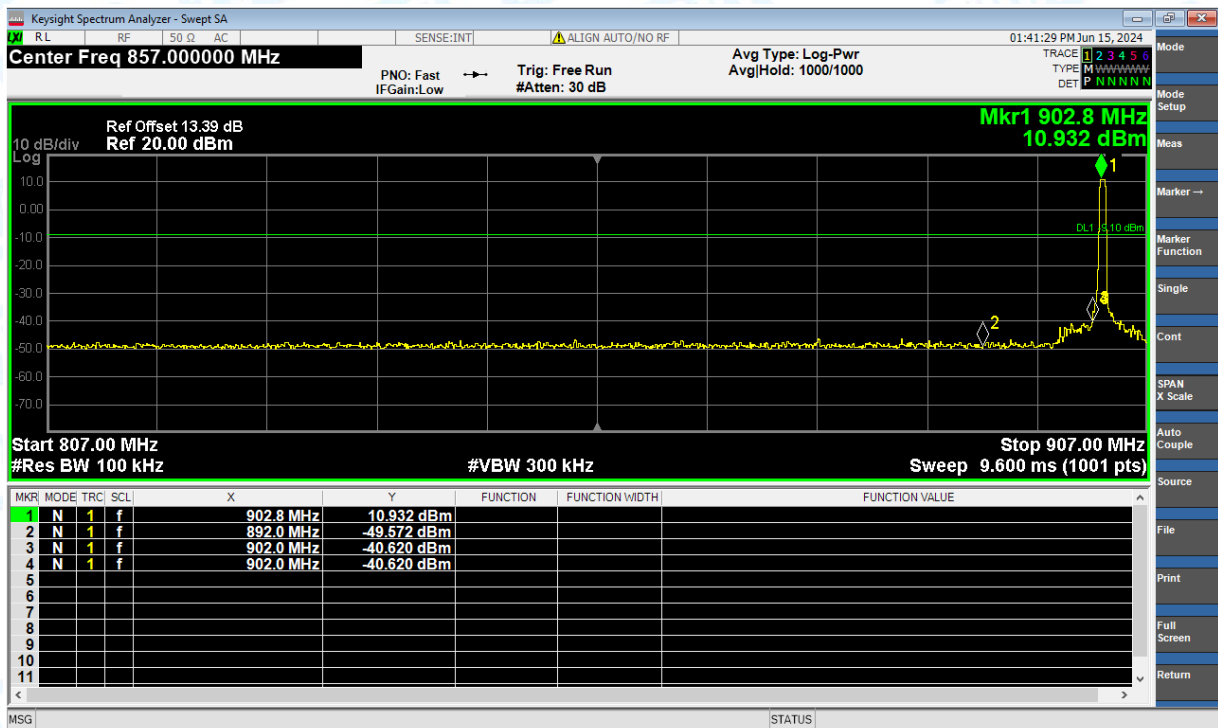 Keysight Spectrum Analyzer - Swept SA
LXI RL RF 50 Ω AC SENSE:INT ALIGN AUTO/NO RF 01:41:29 PM Jun 15, 2024
Center Freq 857.000000 MHz
PNO: Fast
IFGain:Low
Trig: Free Run
#Atten: 30 dB
Avg Type: Log-Pwr
Avg|Hold: 1000/1000
TRACE 1 2 3 4 5 6
TYPE M WWWWW
DET P N N N N N
Mkr1 902.8 MHz
10.932 dBm
Ref Offset 13.39 dB
10 dB/div Ref 20.00 dBm
Log
10.0
0.00
-10.0
-20.0
-30.0
-40.0
-50.0
-60.0
-70.0
1
DL1 -9.10 dBm
2
Start 807.00 MHz Stop 907.00 MHz
#Res BW 100 kHz #VBW 300 kHz Sweep 9.600 ms (1001 pts)
MKR MODE TRC SCL X Y FUNCTION FUNCTION WIDTH FUNCTION VALUE
1 N 1 f 902.8 MHz 10.932 dBm
2 N 1 f 892.0 MHz -49.572 dBm
3 N 1 f 902.0 MHz -40.620 dBm
4 N 1 f 902.0 MHz -40.620 dBm
5
6
7
8
9
10
11
MSG STATUS
Mode
Mode
Setup
Meas
Marker →
Marker
Function
Single
Cont
SPAN
X Scale
Auto
Couple
Source
File
Print
Full
Screen
Return